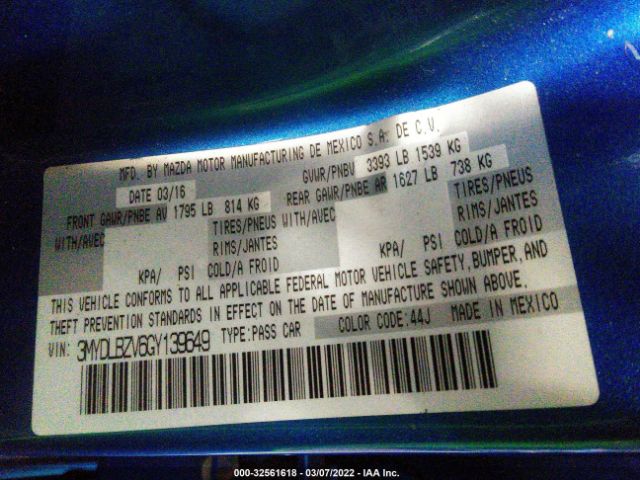 MFD. BY MAZDA MOTOR MANUFACTURING DE MEXICO S.A. DE C.V.
DATE 03/16 GVWR/PNBV 3393 LB 1539 KG
FRONT GAWR/PNBE AV 1795 LB 814 KG REAR GAWR/PNBE AR 1627 LB 738 KG
WITH/AVEC TIRES/PNEUS WITH/AVEC TIRES/PNEUS
RIMS/JANTES RIMS/JANTES
KPA/ PSI COLD/A FROID KPA/ PSI COLD/A FROID
THIS VEHICLE CONFORMS TO ALL APPLICABLE FEDERAL MOTOR VEHICLE SAFETY, BUMPER, AND
THEFT PREVENTION STANDARDS IN EFFECT ON THE DATE OF MANUFACTURE SHOWN ABOVE.
VIN: 3MYDLBZV6GY139649 TYPE:PASS CAR COLOR CODE:44J MADE IN MEXICO
000-32561618 - 03/07/2022 - IAA Inc.